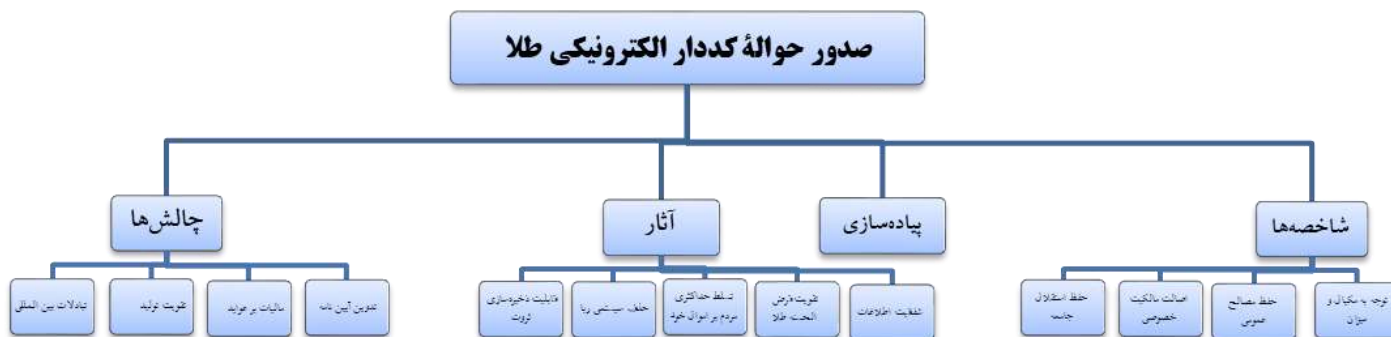 صدور حوالهٔ کددار الکترونیکی طلا
شاخصه‌ها
پیاده‌سازی
آثار
چالش‌ها
توجه به مکیال و
میزان
حفظ مصالح
عمومی
اصالت مالکیت
خصوصی
حفظ استقلال
جامعه
شفافیت اطلاعات
تقویت قرض
الحسنه طلا
تسلط حداکثری
مردم بر اموال خود
حذف سیستمی ربا
قابلیت ذخیره‌سازی
ثروت
تدوین آیین نامه
مالیات بر عواید
تقویت تولید
تبادلات بین المللی